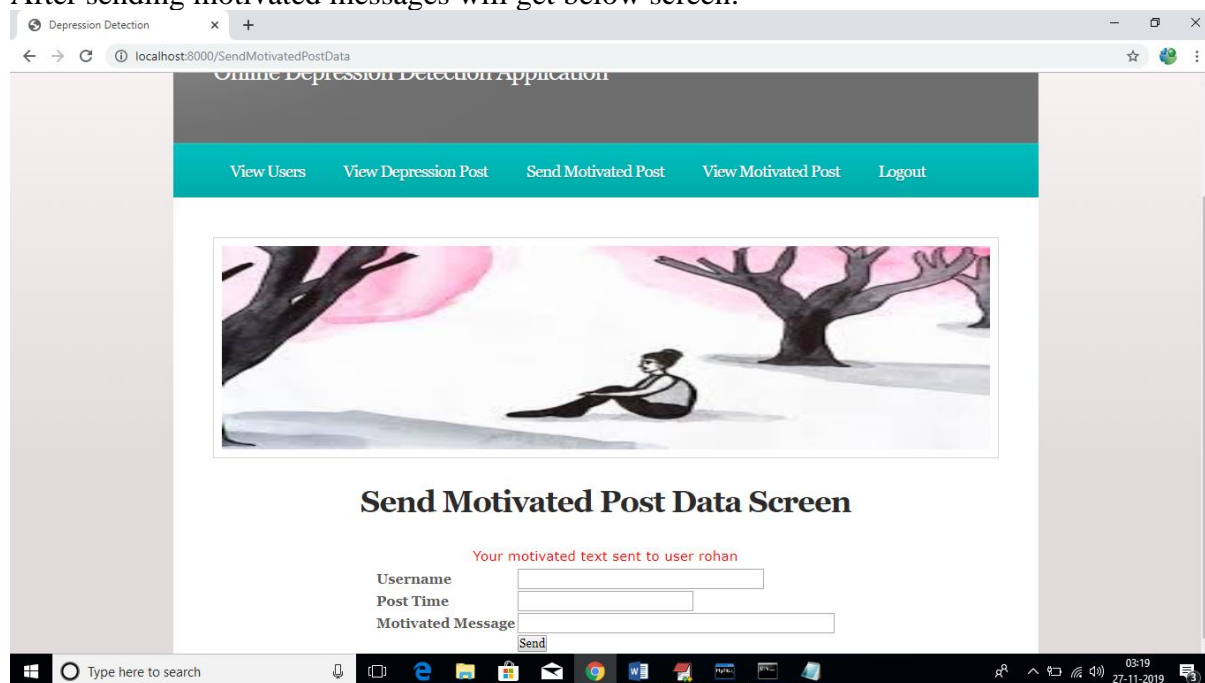 After sending motivated messages will get below screen.
Depression Detection
localhost:8000/SendMotivatedPostData
Online Depression Detection Application
View Users View Depression Post Send Motivated Post View Motivated Post Logout
Send Motivated Post Data Screen
Your motivated text sent to user rohan
Username
Post Time
Motivated Message
Send
Type here to search
03:19
27-11-2019